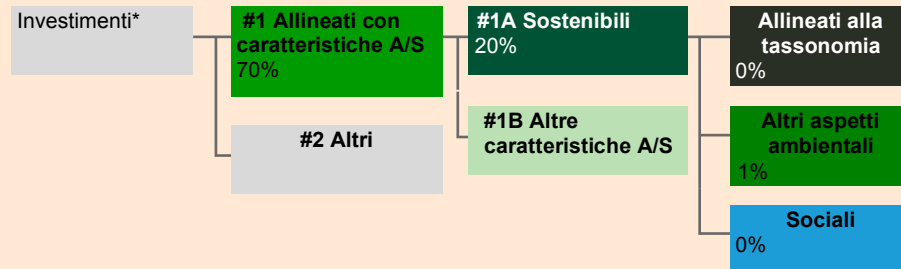 Investimenti*
#1 Allineati con
caratteristiche A/S
70%
#2 Altri
#1A Sostenibili
20%
#1B Altre
caratteristiche A/S
Allineati alla
tassonomia
0%
Altri aspetti
ambientali
1%
Sociali
0%